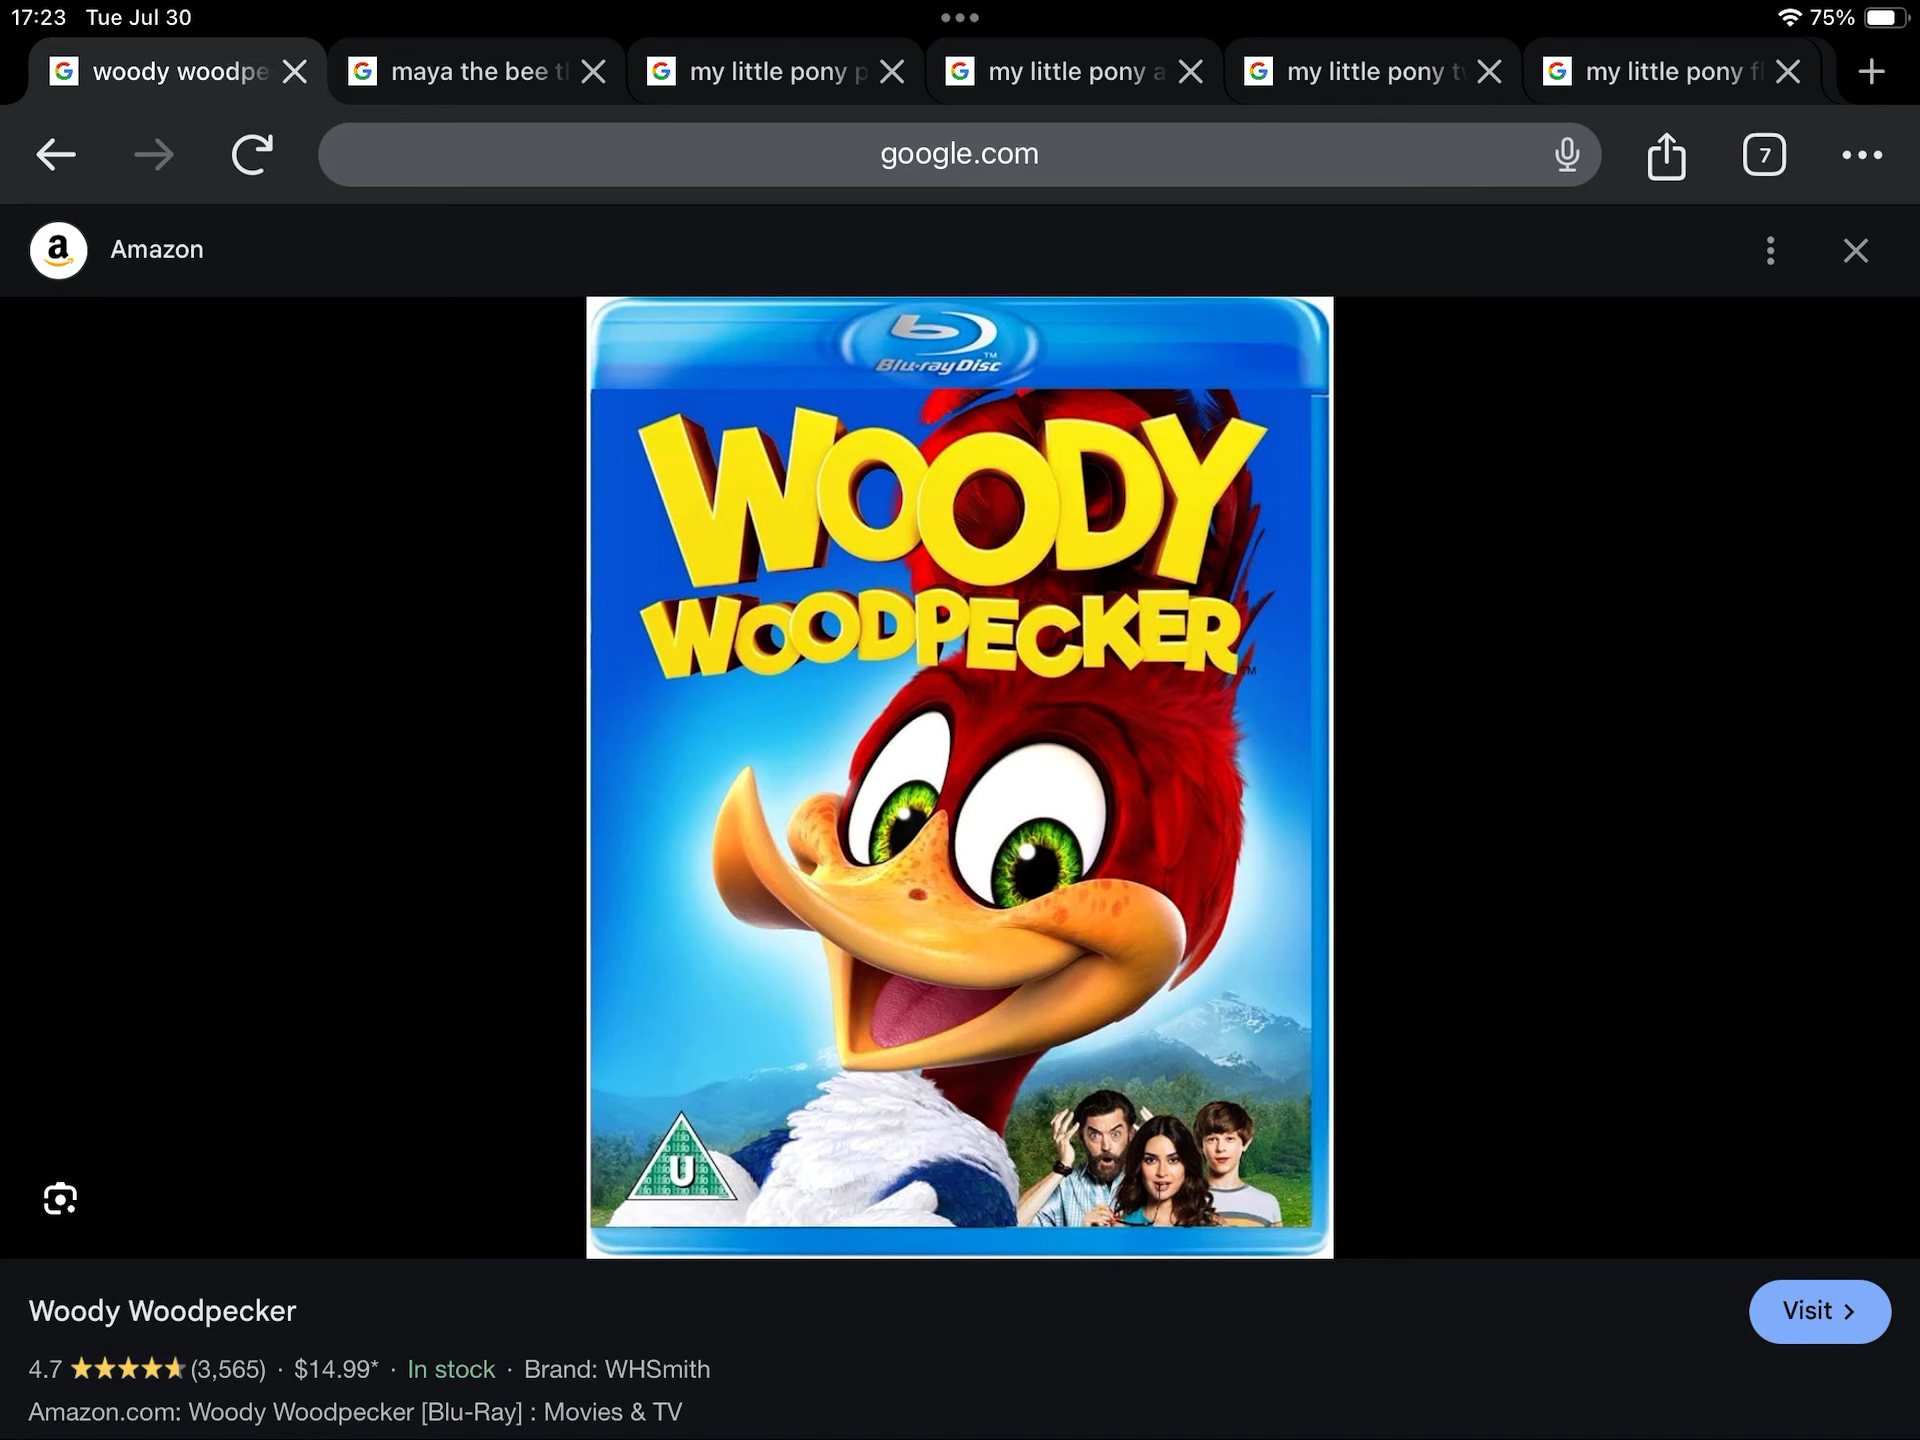 17:23 Tue Jul 30
75%
woody woodpe
maya the bee t
my little pony p
my little pony a
my little pony t
my little pony f
google.com
7
Amazon
Blu-ray Disc™
WOODY
WOODPECKER™
U
Woody Woodpecker
Visit
4.7 (3,565) · $14.99* · In stock · Brand: WHSmith
Amazon.com: Woody Woodpecker [Blu-Ray] : Movies & TV